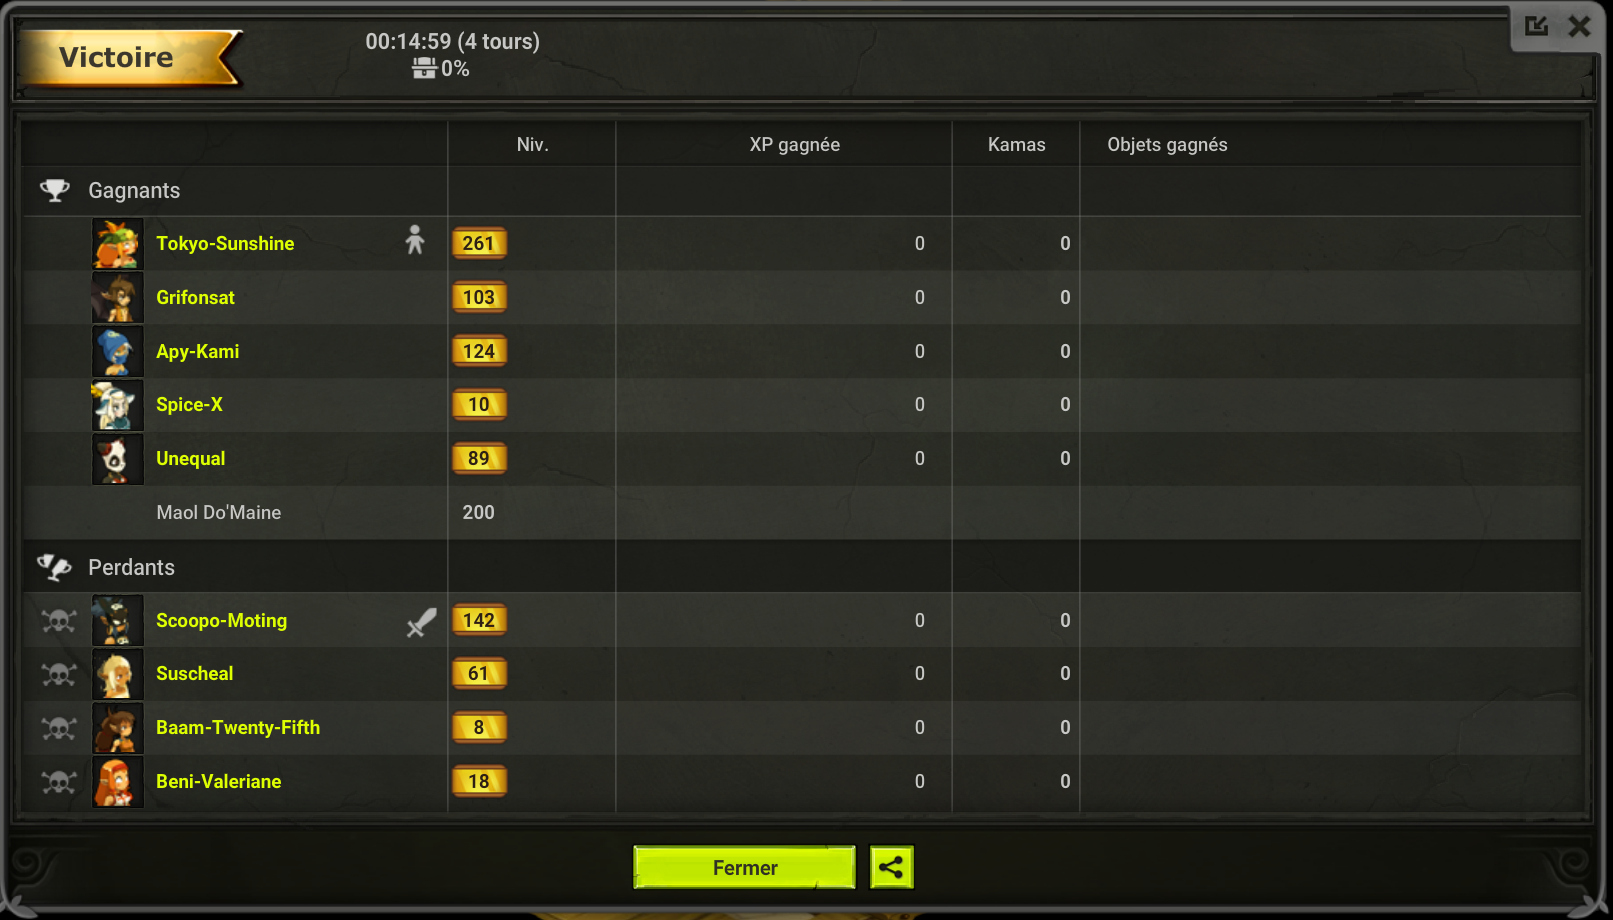 Victoire
00:14:59 (4 tours)
0%
Niv. XP gagnée Kamas Objets gagnés
Gagnants
Tokyo-Sunshine 261 0 0
Grifonsat 103 0 0
Apy-Kami 124 0 0
Spice-X 10 0 0
Unequal 89 0 0
Maol Do'Maine 200
Perdants
Scoopo-Moting 142 0 0
Suscheal 61 0 0
Baam-Twenty-Fifth 8 0 0
Beni-Valeriane 18 0 0
Fermer